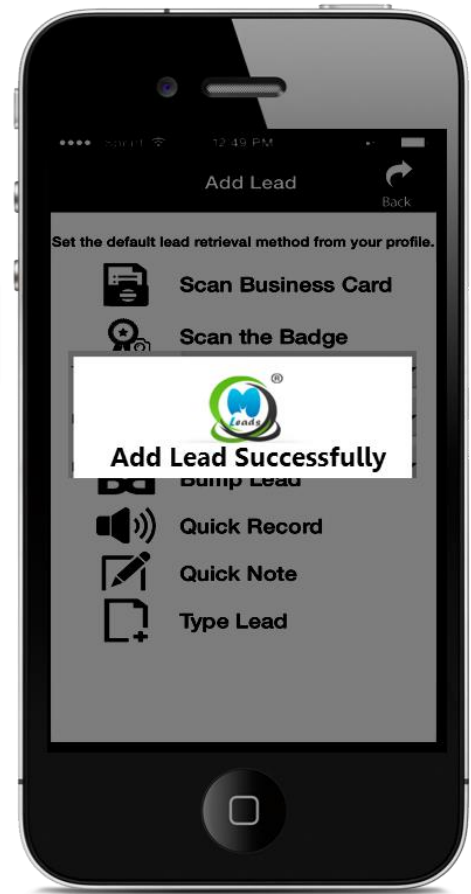 12:49 PM
Add Lead
Back
Set the default lead retrieval method from your profile.
Scan Business Card
Scan the Badge
M
Leads
®
Add Lead Successfully
Bump Lead
Quick Record
Quick Note
Type Lead